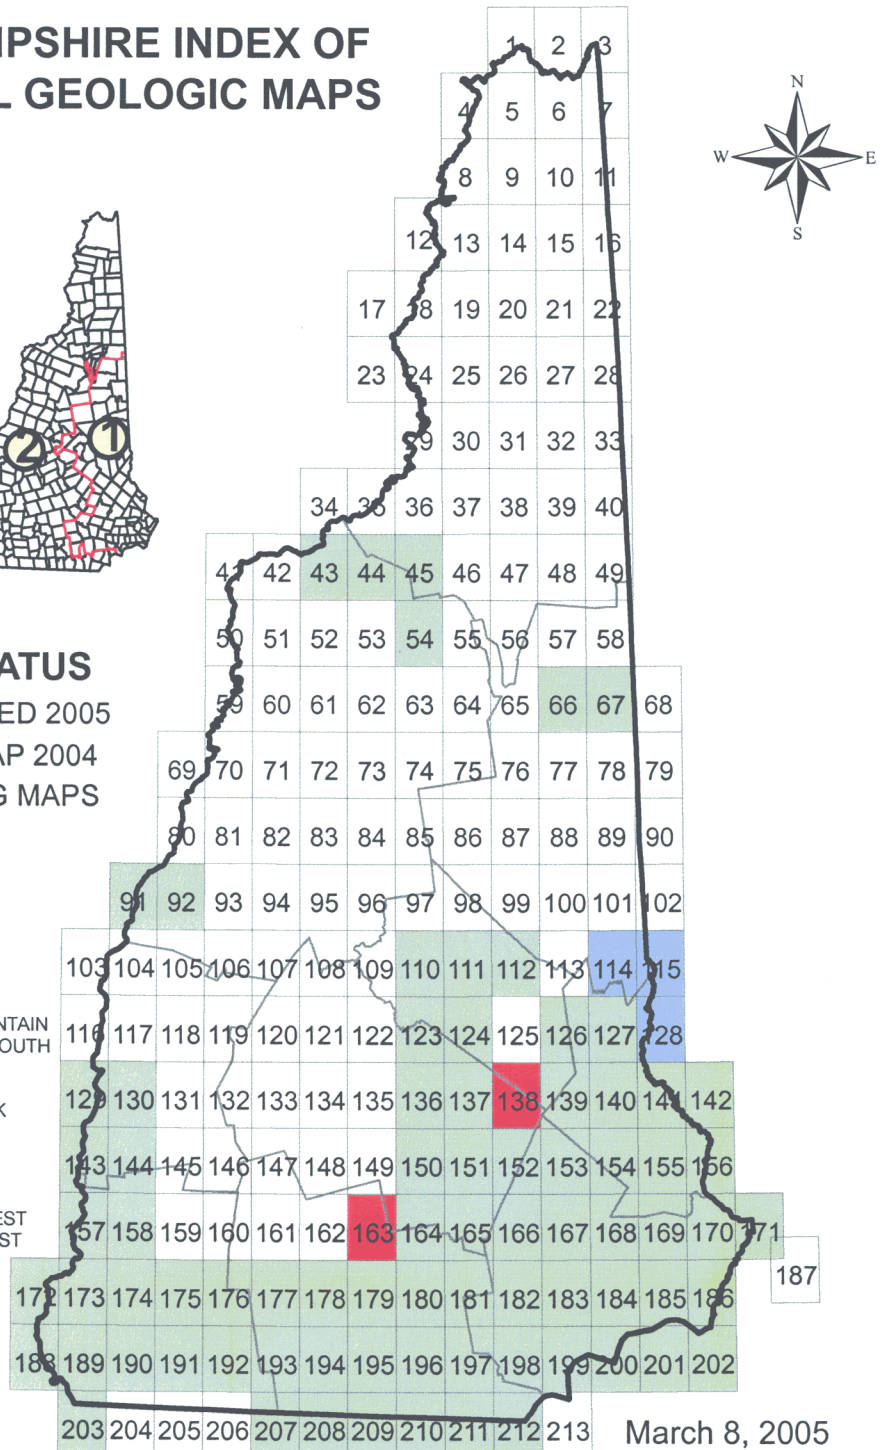 MPSHIRE INDEX OF
L GEOLOGIC MAPS
N
W E
S
1 2 3
4 5 6 7
8 9 10 11
12 13 14 15 16
17 18 19 20 21 22
23 24 25 26 27 28
29 30 31 32 33
34 35 36 37 38 39 40
41 42 43 44 45 46 47 48 49
50 51 52 53 54 55 56 57 58
59 60 61 62 63 64 65 66 67 68
69 70 71 72 73 74 75 76 77 78 79
80 81 82 83 84 85 86 87 88 89 90
91 92 93 94 95 96 97 98 99 100 101 102
103 104 105 106 107 108 109 110 111 112 113 114 115
116 117 118 119 120 121 122 123 124 125 126 127 128
129 130 131 132 133 134 135 136 137 138 139 140 141 142
143 144 145 146 147 148 149 150 151 152 153 154 155 156
157 158 159 160 161 162 163 164 165 166 167 168 169 170 171
187
172 173 174 175 176 177 178 179 180 181 182 183 184 185 186
188 189 190 191 192 193 194 195 196 197 198 199 200 201 202
203 204 205 206 207 208 209 210 211 212 213
2 1
ATUS
ED 2005
AP 2004
G MAPS
NTAIN
OUTH
K
EST
ST
March 8, 2005